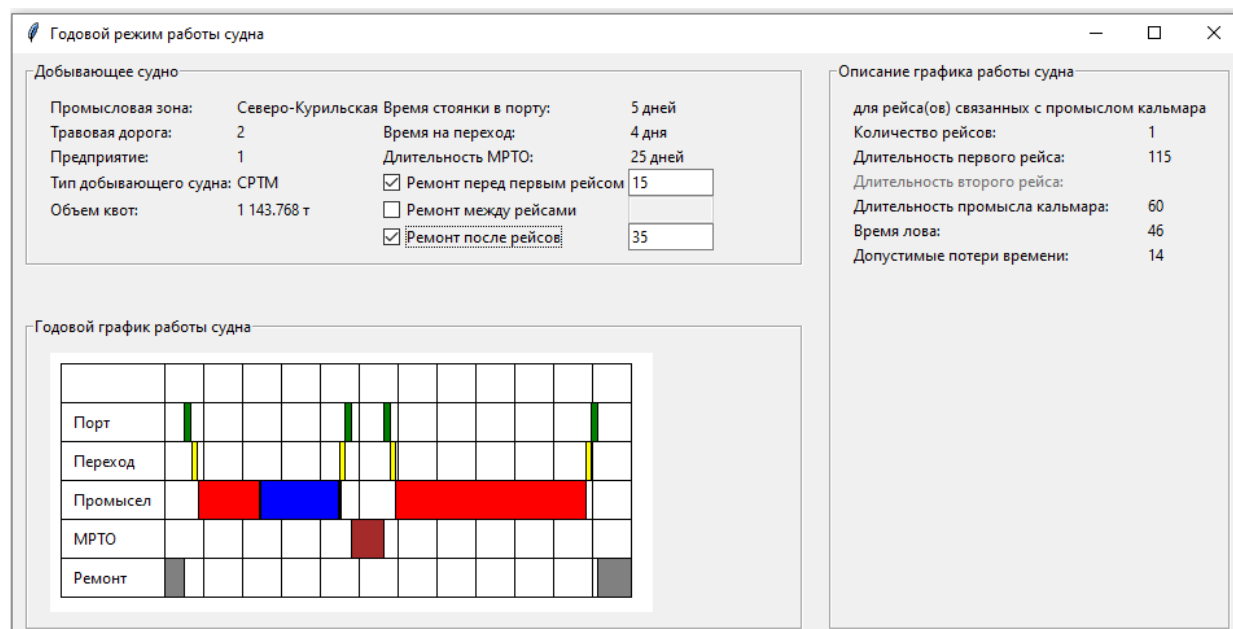 Годовой режим работы судна
Добывающее судно
Промысловая зона: Северо-Курильская Время стоянки в порту: 5 дней
Травовая дорога: 2 Время на переход: 4 дня
Предприятие: 1 Длительность МРТО: 25 дней
Тип добывающего судна: СРТМ Ремонт перед первым рейсом 15
Объем квот: 1 143.768 т Ремонт между рейсами
Ремонт после рейсов 35
Описание графика работы судна
для рейса(ов) связанных с промыслом кальмара
Количество рейсов: 1
Длительность первого рейса: 115
Длительность второго рейса:
Длительность промысла кальмара: 60
Время лова: 46
Допустимые потери времени: 14
Годовой график работы судна
Порт
Переход
Промысел
МРТО
Ремонт